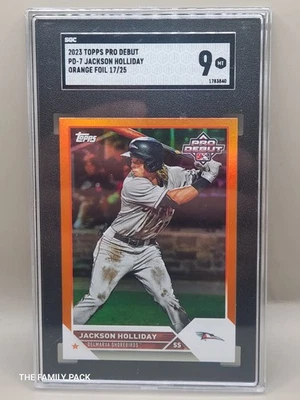 SGC
2023 TOPPS PRO DEBUT
PD-7 JACKSON HOLLIDAY
ORANGE FOIL 17/25
9 MT
1783840
Topps
PRO DEBUT
JACKSON HOLLIDAY
DELMARVA SHOREBIRDS
SS
THE FAMILY PACK